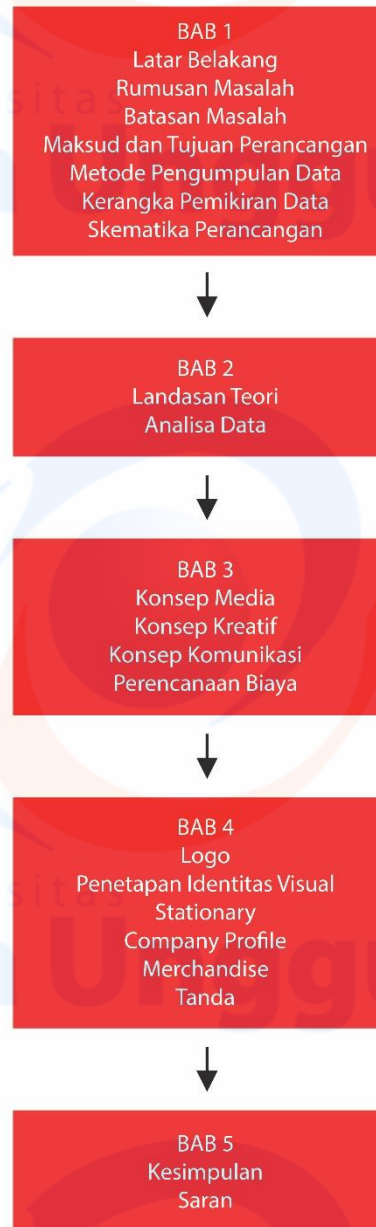 BAB 1
Latar Belakang
Rumusan Masalah
Batasan Masalah
Maksud dan Tujuan Perancangan
Metode Pengumpulan Data
Kerangka Pemikiran Data
Skematika Perancangan
BAB 2
Landasan Teori
Analisa Data
BAB 3
Konsep Media
Konsep Kreatif
Konsep Komunikasi
Perencanaan Biaya
BAB 4
Logo
Penetapan Identitas Visual
Stationary
Company Profile
Merchandise
Tanda
BAB 5
Kesimpulan
Saran